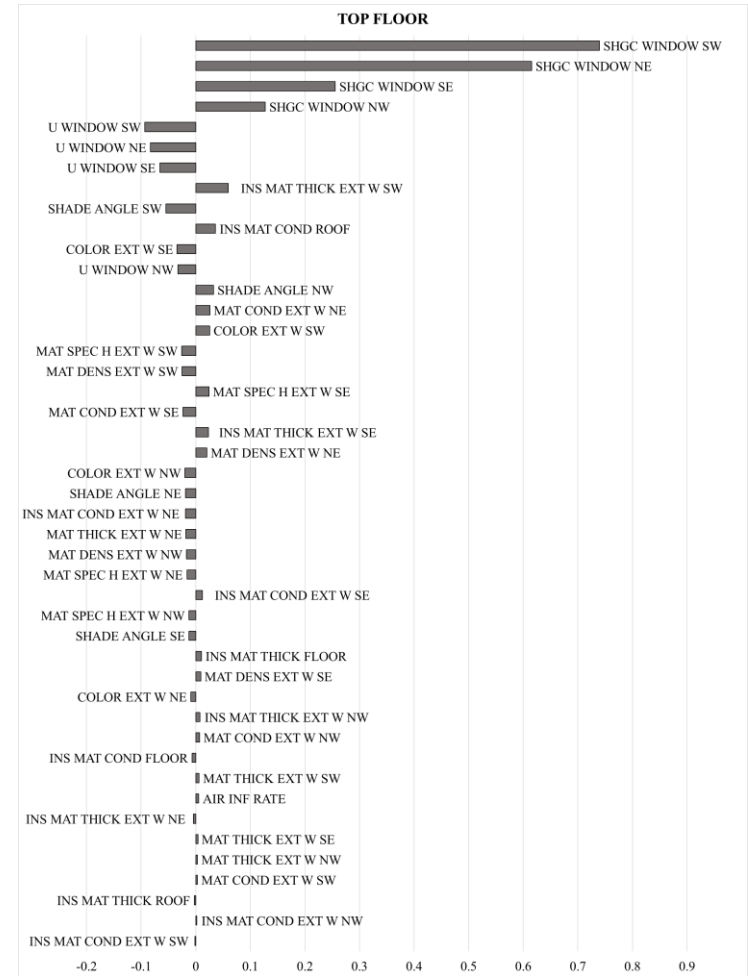 TOP FLOOR
SHGC WINDOW SW
SHGC WINDOW NE
SHGC WINDOW SE
SHGC WINDOW NW
U WINDOW SW
U WINDOW NE
U WINDOW SE
INS MAT THICK EXT W SW
SHADE ANGLE SW
INS MAT COND ROOF
COLOR EXT W SE
U WINDOW NW
SHADE ANGLE NW
MAT COND EXT W NE
COLOR EXT W SW
MAT SPEC H EXT W SW
MAT DENS EXT W SW
MAT SPEC H EXT W SE
MAT COND EXT W SE
INS MAT THICK EXT W SE
MAT DENS EXT W NE
COLOR EXT W NW
SHADE ANGLE NE
INS MAT COND EXT W NE
MAT THICK EXT W NE
MAT DENS EXT W NW
MAT SPEC H EXT W NE
INS MAT COND EXT W SE
MAT SPEC H EXT W NW
SHADE ANGLE SE
INS MAT THICK FLOOR
MAT DENS EXT W SE
COLOR EXT W NE
INS MAT THICK EXT W NW
MAT COND EXT W NW
INS MAT COND FLOOR
MAT THICK EXT W SW
AIR INF RATE
INS MAT THICK EXT W NE
MAT THICK EXT W SE
MAT THICK EXT W NW
MAT COND EXT W SW
INS MAT THICK ROOF
INS MAT COND EXT W NW
INS MAT COND EXT W SW
-0.2 -0.1 0 0.1 0.2 0.3 0.4 0.5 0.6 0.7 0.8 0.9